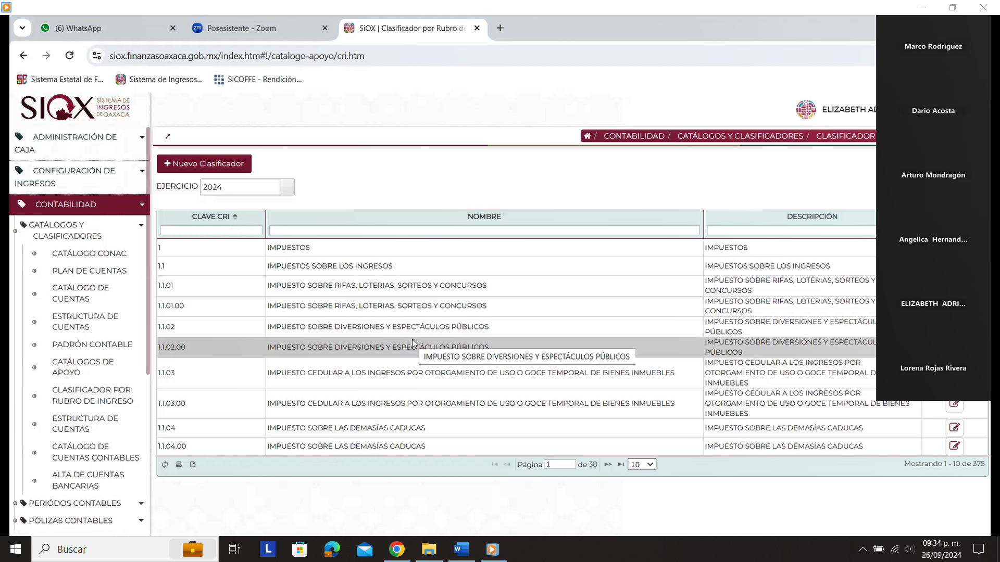 (6) WhatsApp
zm Posasistente - Zoom
SiOX | Clasificador por Rubro de
siox.finanzasoaxaca.gob.mx/index.htm#!/catalogo-apoyo/cri.htm
Sistema Estatal de F...
Sistema de Ingresos...
SICOFFE - Rendición...
SIOX SISTEMA DE
INGRESOS
DE OAXACA
ELIZABETH AD
ADMINISTRACIÓN DE
CAJA
CONFIGURACIÓN DE
INGRESOS
CONTABILIDAD
CATÁLOGOS Y
CLASIFICADORES
CATÁLOGO CONAC
PLAN DE CUENTAS
CATÁLOGO DE
CUENTAS
ESTRUCTURA DE
CUENTAS
PADRÓN CONTABLE
CATÁLOGOS DE
APOYO
CLASIFICADOR POR
RUBRO DE INGRESO
ESTRUCTURA DE
CUENTAS
CATÁLOGO DE
CUENTAS CONTABLES
ALTA DE CUENTAS
BANCARIAS
PERIÓDOS CONTABLES
PÓLIZAS CONTABLES
/ CONTABILIDAD / CATÁLOGOS Y CLASIFICADORES / CLASIFICADOR
+ Nuevo Clasificador
EJERCICIO 2024
CLAVE CRI NOMBRE DESCRIPCIÓN
1 IMPUESTOS IMPUESTOS
1.1 IMPUESTOS SOBRE LOS INGRESOS IMPUESTOS SOBRE LOS INGRESOS
1.1.01 IMPUESTO SOBRE RIFAS, LOTERIAS, SORTEOS Y CONCURSOS IMPUESTO SOBRE RIFAS, LOTERIAS, SORTEOS Y
CONCURSOS
1.1.01.00 IMPUESTO SOBRE RIFAS, LOTERIAS, SORTEOS Y CONCURSOS IMPUESTO SOBRE RIFAS, LOTERIAS, SORTEOS Y
CONCURSOS
1.1.02 IMPUESTO SOBRE DIVERSIONES Y ESPECTÁCULOS PÚBLICOS IMPUESTO SOBRE DIVERSIONES Y ESPECTÁCUL
PÚBLICOS
1.1.02.00 IMPUESTO SOBRE DIVERSIONES Y ESPECTÁCULOS PÚBLICOS IMPUESTO SOBRE DIVERSIONES Y ESPECTÁCUL
PÚBLICOS
IMPUESTO SOBRE DIVERSIONES Y ESPECTÁCULOS PÚBLICOS
1.1.03 IMPUESTO CEDULAR A LOS INGRESOS POR OTORGAMIENTO DE USO O GOCE TEMPORAL DE BIENES INMUEBLES IMPUESTO CEDULAR A LOS INGRESOS POR
OTORGAMIENTO DE USO O GOCE TEMPORAL D
INMUEBLES
1.1.03.00 IMPUESTO CEDULAR A LOS INGRESOS POR OTORGAMIENTO DE USO O GOCE TEMPORAL DE BIENES INMUEBLES IMPUESTO CEDULAR A LOS INGRESOS POR
OTORGAMIENTO DE USO O GOCE TEMPORAL DE BIENES
INMUEBLES
1.1.04 IMPUESTO SOBRE LAS DEMASÍAS CADUCAS IMPUESTO SOBRE LAS DEMASÍAS CADUCAS
1.1.04.00 IMPUESTO SOBRE LAS DEMASÍAS CADUCAS IMPUESTO SOBRE LAS DEMASÍAS CADUCAS
Página 1 de 38 10 Mostrando 1 - 10 de 375
Marco Rodríguez
Dario Acosta
Arturo Mondragón
Angelica Hernand...
ELIZABETH ADRI...
Lorena Rojas Rivera
Buscar
L
W
09:34 p. m.
26/09/2024